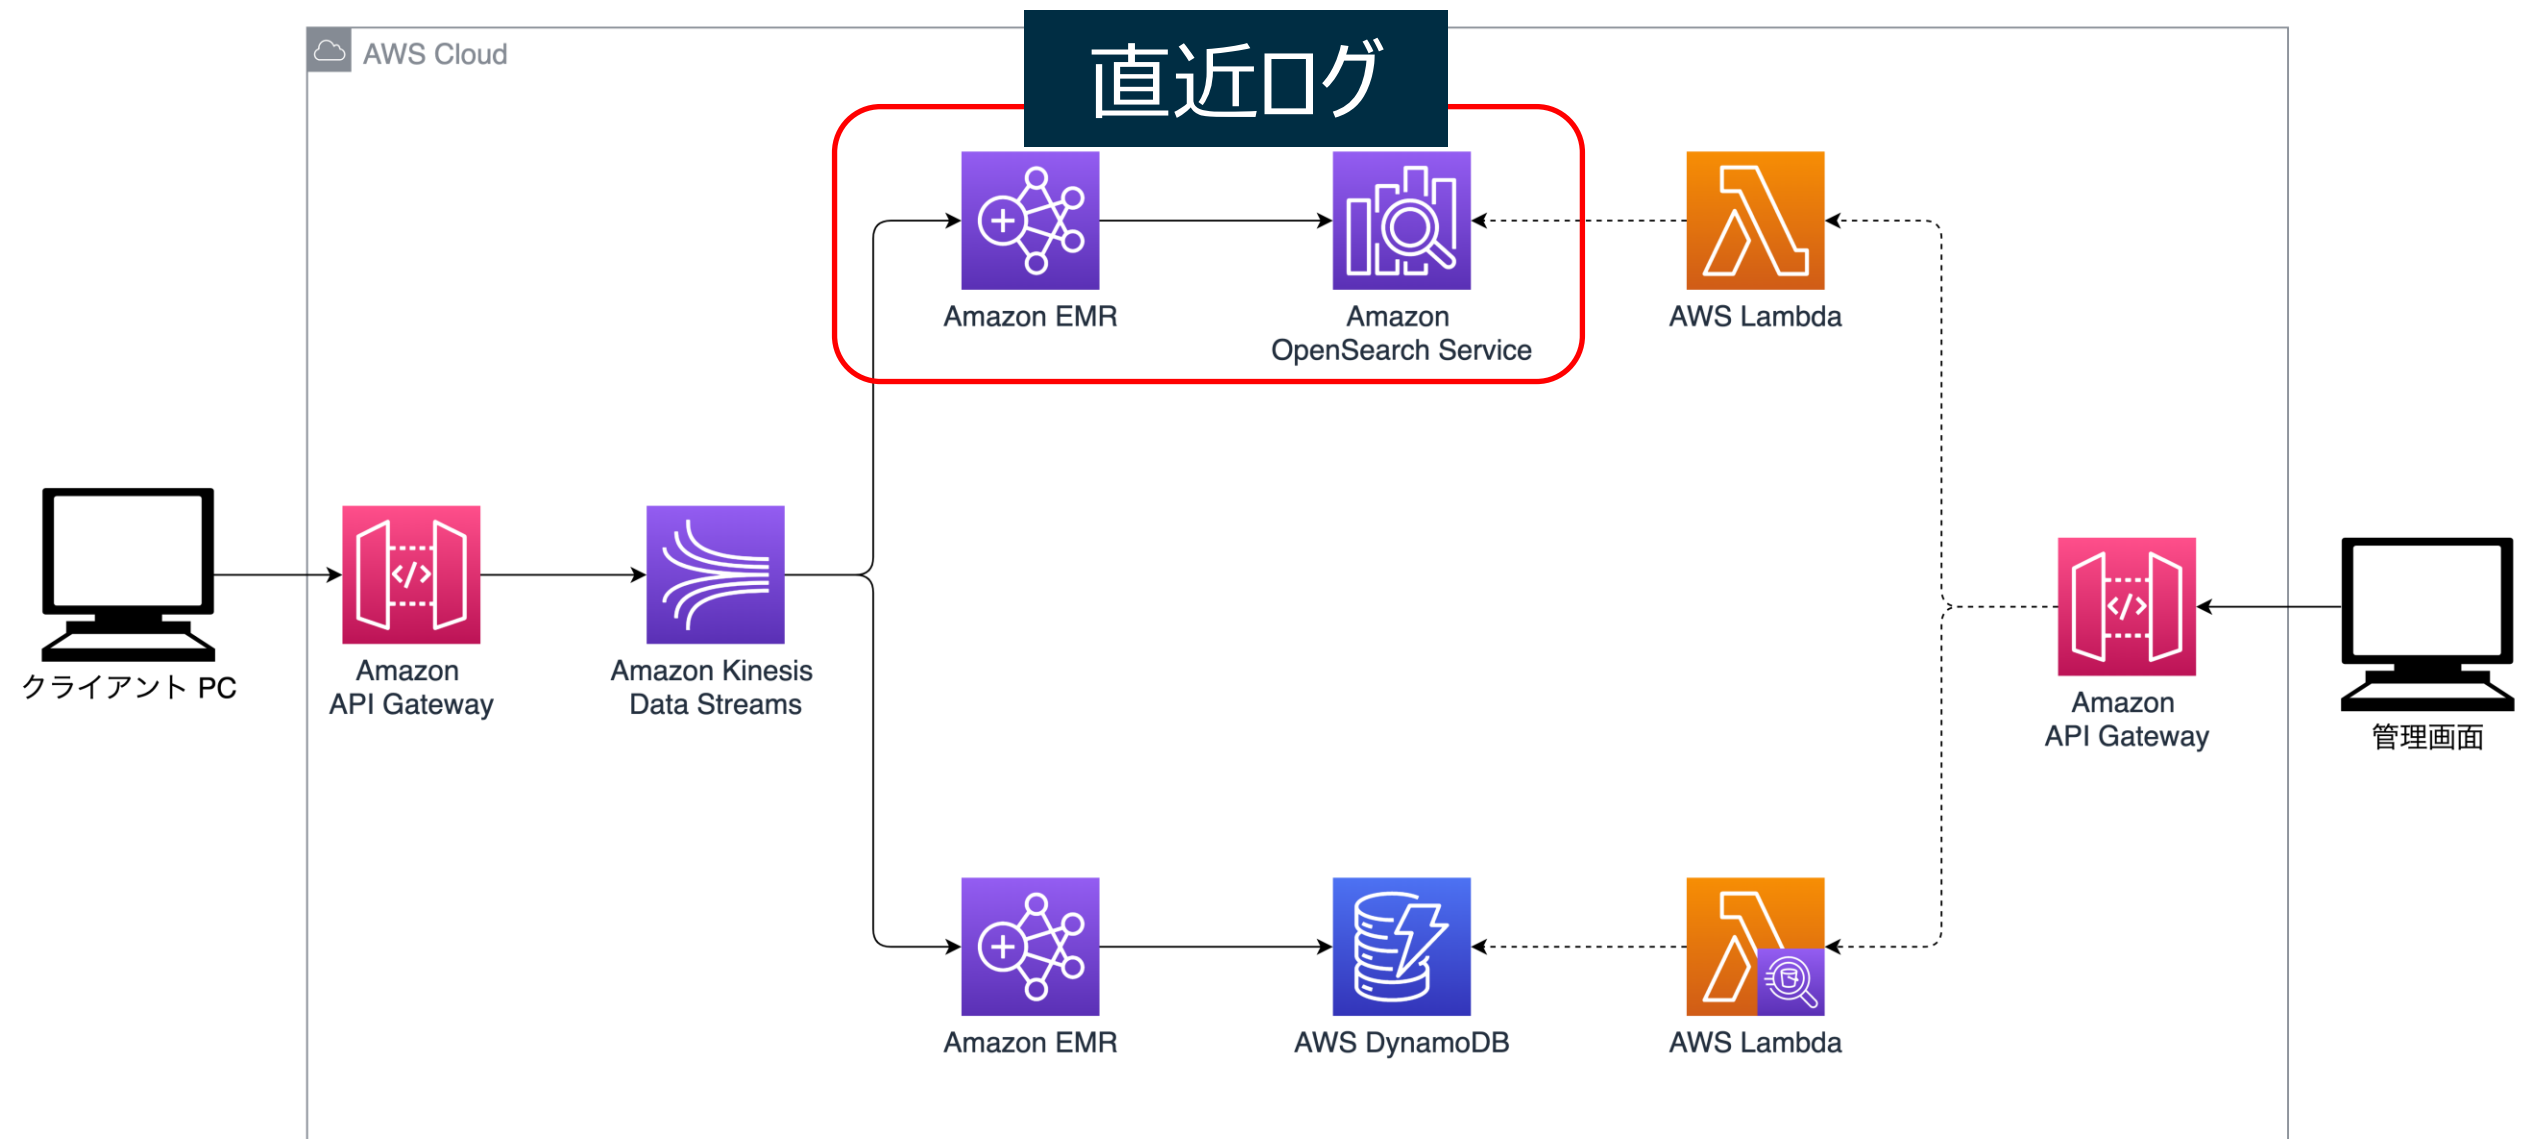 AWS Cloud
直近ログ
Amazon EMR
Amazon
OpenSearch Service
AWS Lambda
クライアント PC
Amazon
API Gateway
Amazon Kinesis
Data Streams
Amazon
API Gateway
管理画面
Amazon EMR
AWS DynamoDB
AWS Lambda